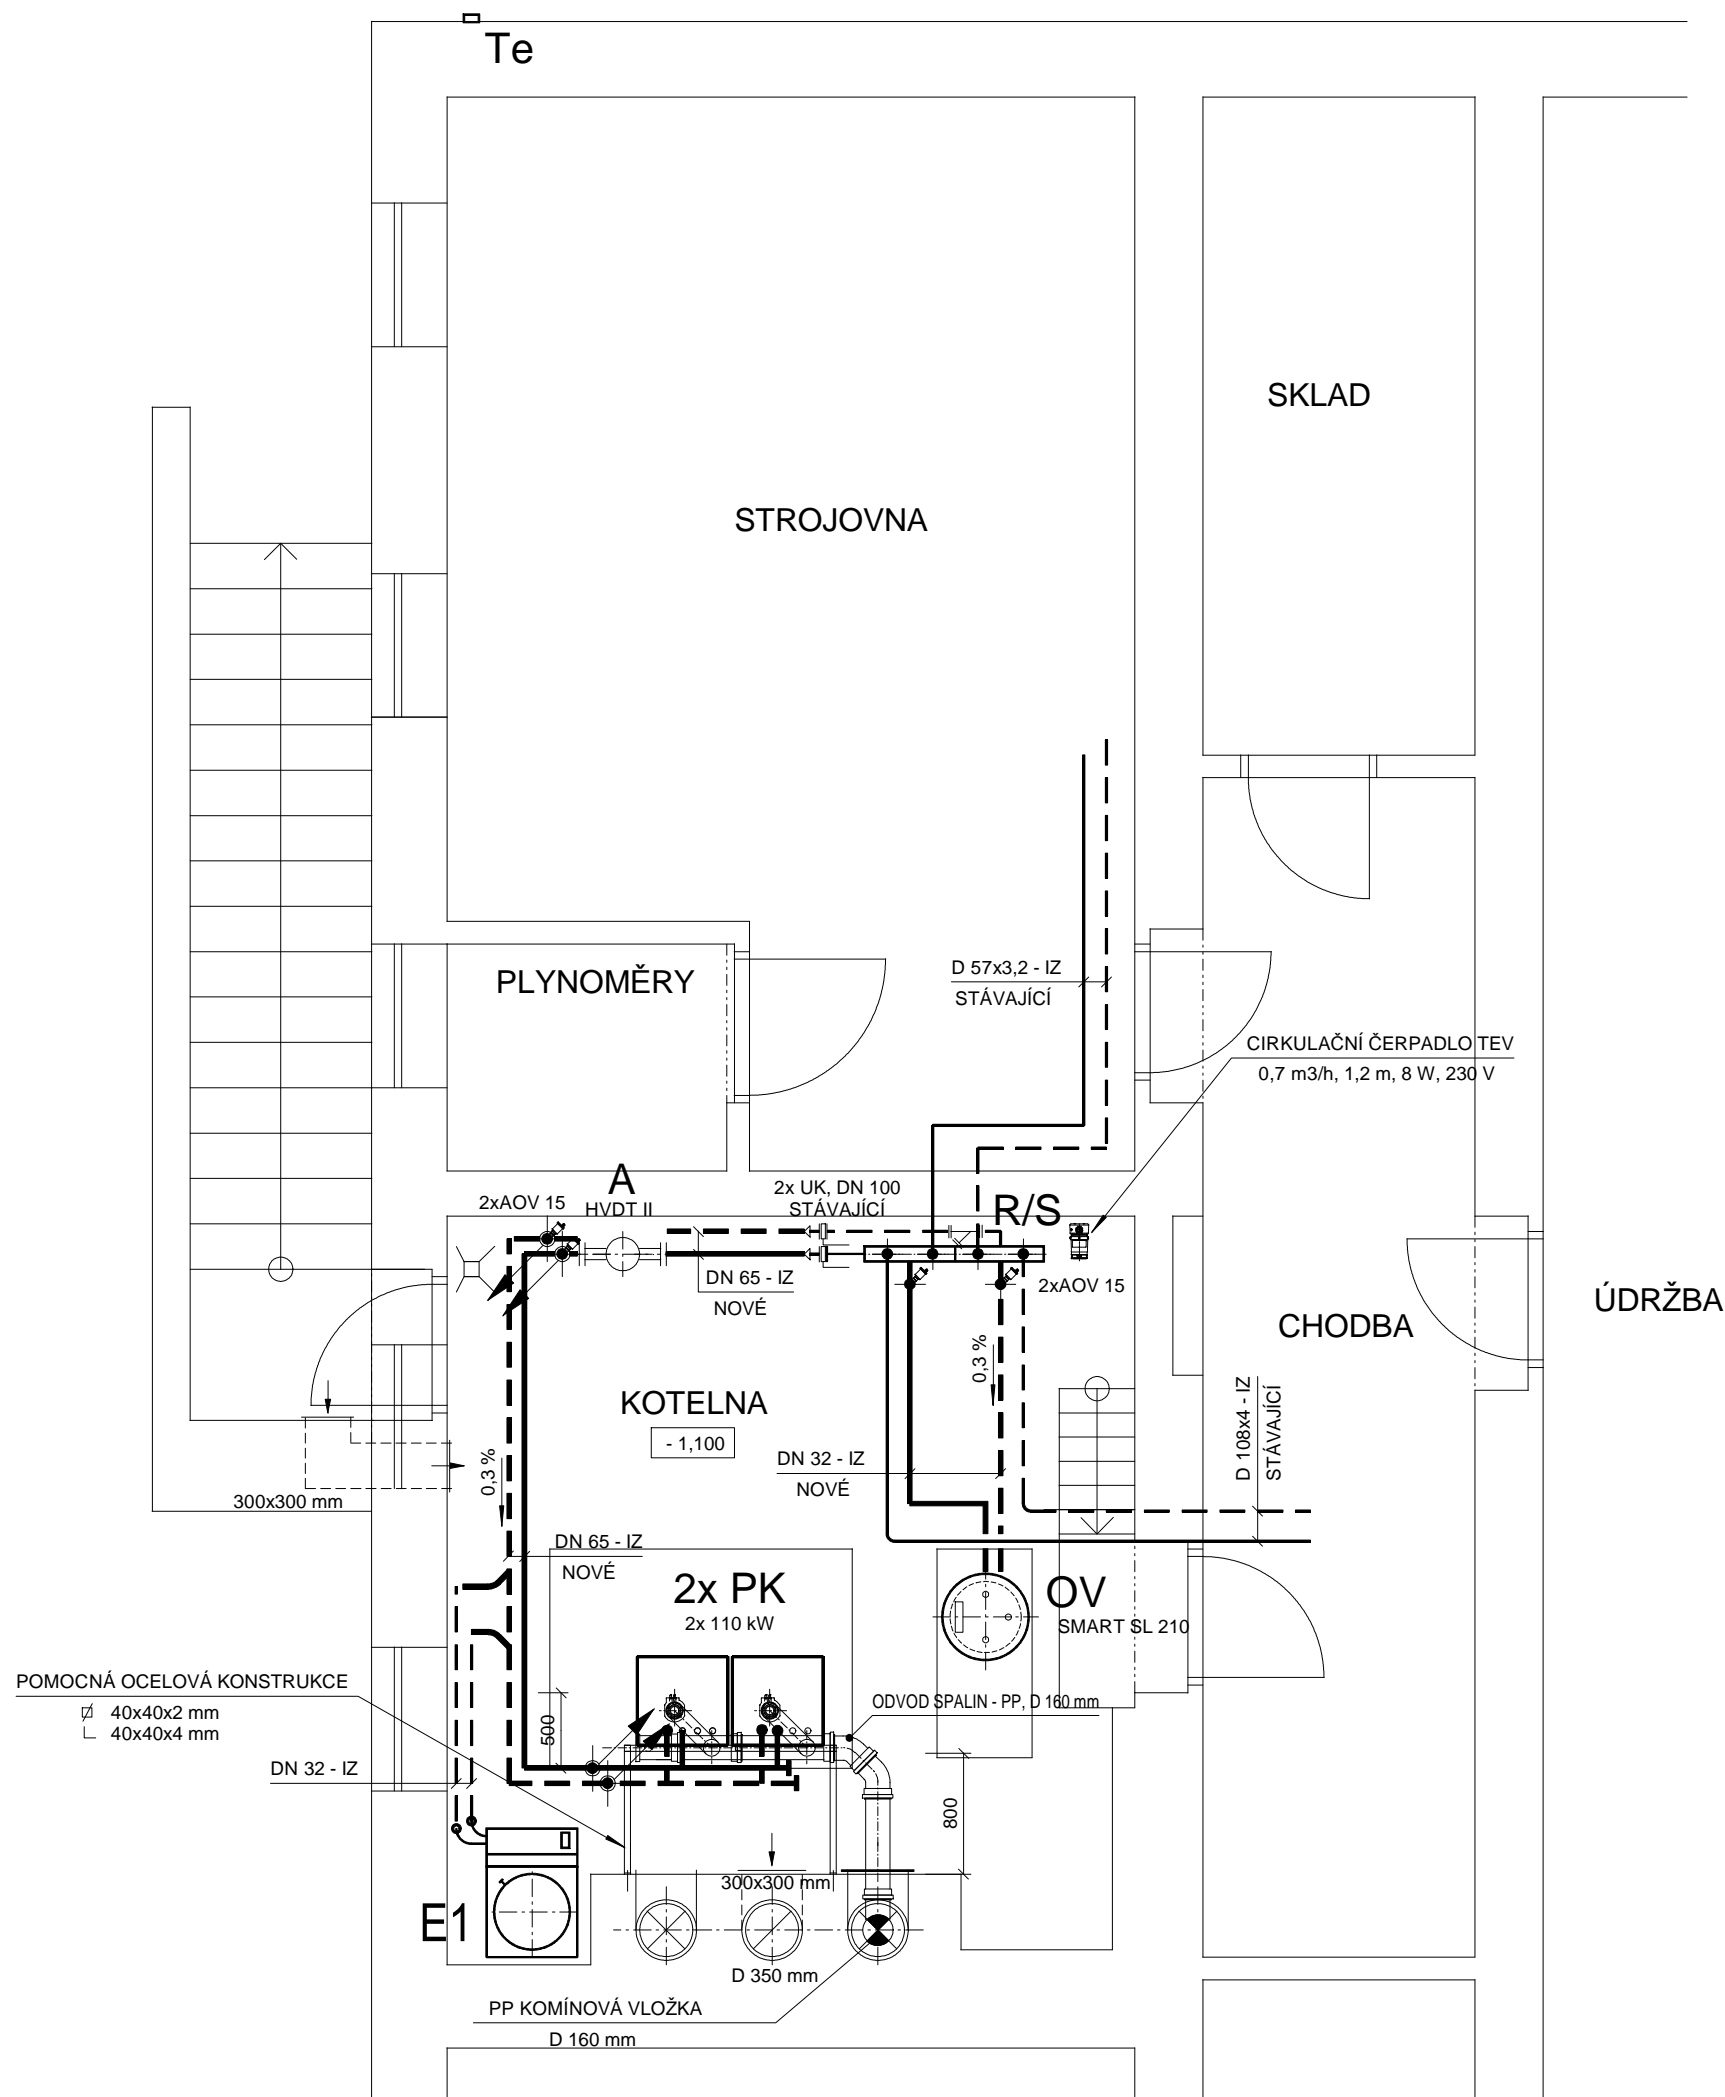 Te
SKLAD
STROJOVNA
PLYNOMĚRY
D 57x3,2 - IZ
STÁVAJÍCÍ
CIRKULAČNÍ ČERPADLO TEV
0,7 m3/h, 1,2 m, 8 W, 230 V
A
HVDT II
2xAOV 15
2x UK, DN 100
STÁVAJÍCÍ
R/S
DN 65 - IZ
NOVÉ
2xAOV 15
ÚDRŽBA
CHODBA
0,3 %
KOTELNA
- 1,100
D 108x4 - IZ
STÁVAJÍCÍ
DN 32 - IZ
NOVÉ
0,3 %
300x300 mm
DN 65 - IZ
NOVÉ
2x PK
2x 110 kW
OV
SMART SL 210
POMOCNÁ OCELOVÁ KONSTRUKCE
40x40x2 mm
40x40x4 mm
ODVOD SPALIN - PP, D 160 mm
500
DN 32 - IZ
800
300x300 mm
E1
D 350 mm
PP KOMÍNOVÁ VLOŽKA
D 160 mm